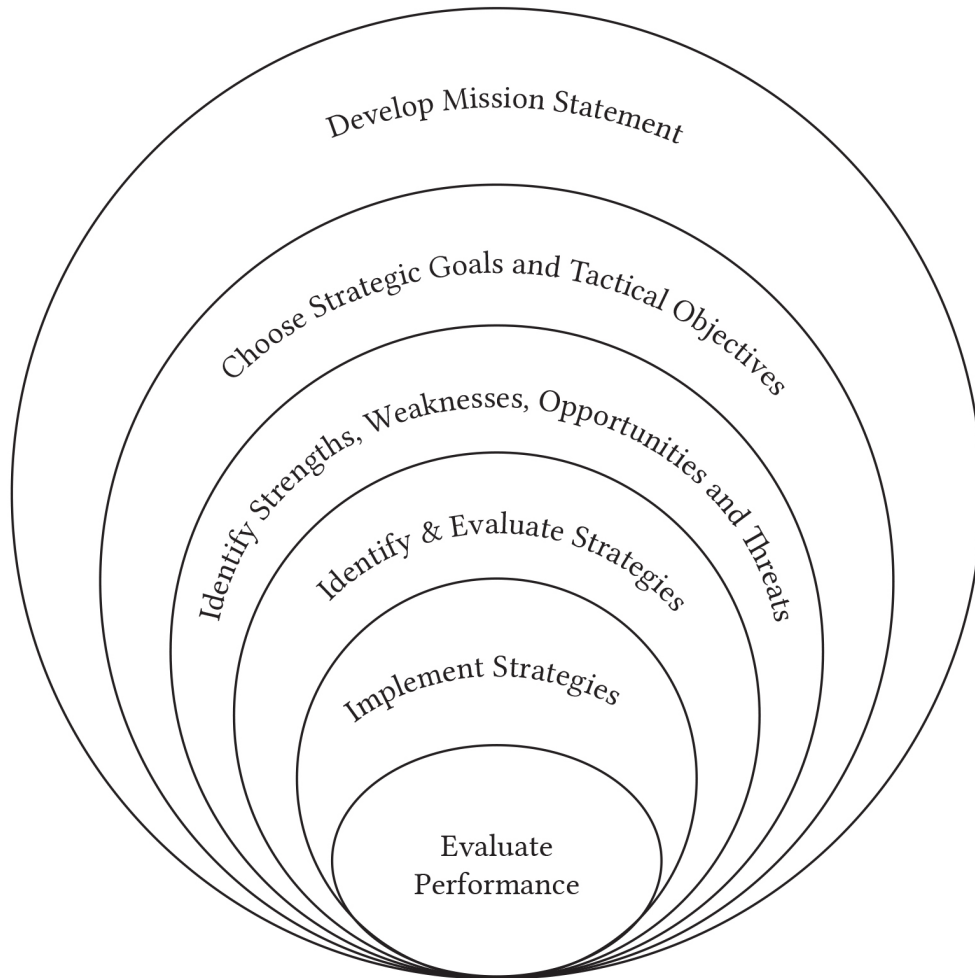 Develop Mission Statement
Choose Strategic Goals and Tactical Objectives
Identify Strengths, Weaknesses, Opportunities and Threats
Identify & Evaluate Strategies
Implement Strategies
Evaluate
Performance